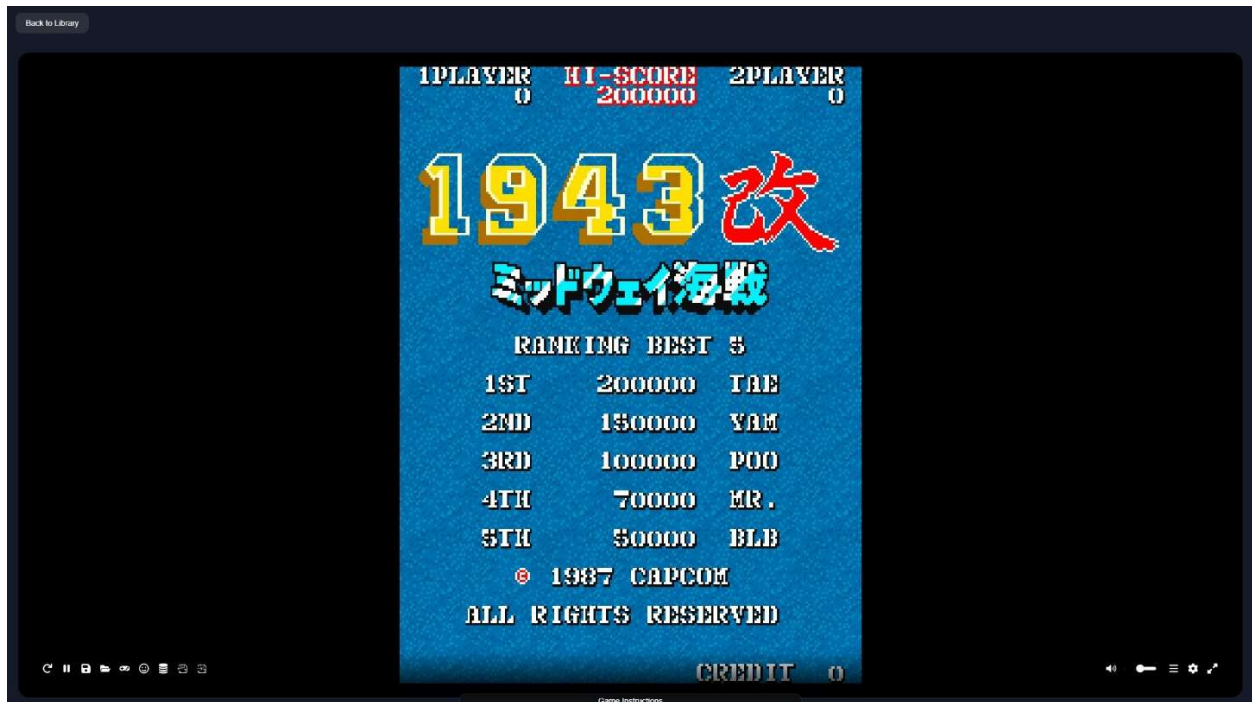 Back to Library
1PLAYER HI-SCORE 2PLAYER
0 200000 0
1943改
ミッドウェイ海戦
RANKING BEST 5
1ST 200000 TAE
2ND 150000 YAM
3RD 100000 POO
4TH 70000 MR.
5TH 50000 BLB
© 1987 CAPCOM
ALL RIGHTS RESERVED
CREDIT 0
Game Instructions